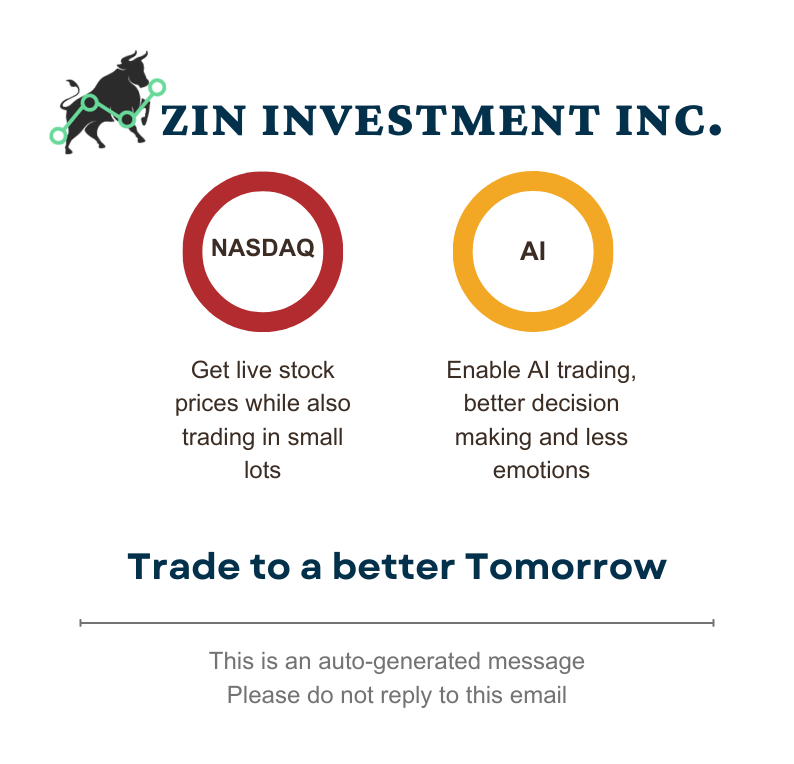 ZIN INVESTMENT INC.
NASDAQ
AI
Get live stock
prices while also
trading in small
lots
Enable AI trading,
better decision
making and less
emotions
Trade to a better Tomorrow
This is an auto-generated message
Please do not reply to this email